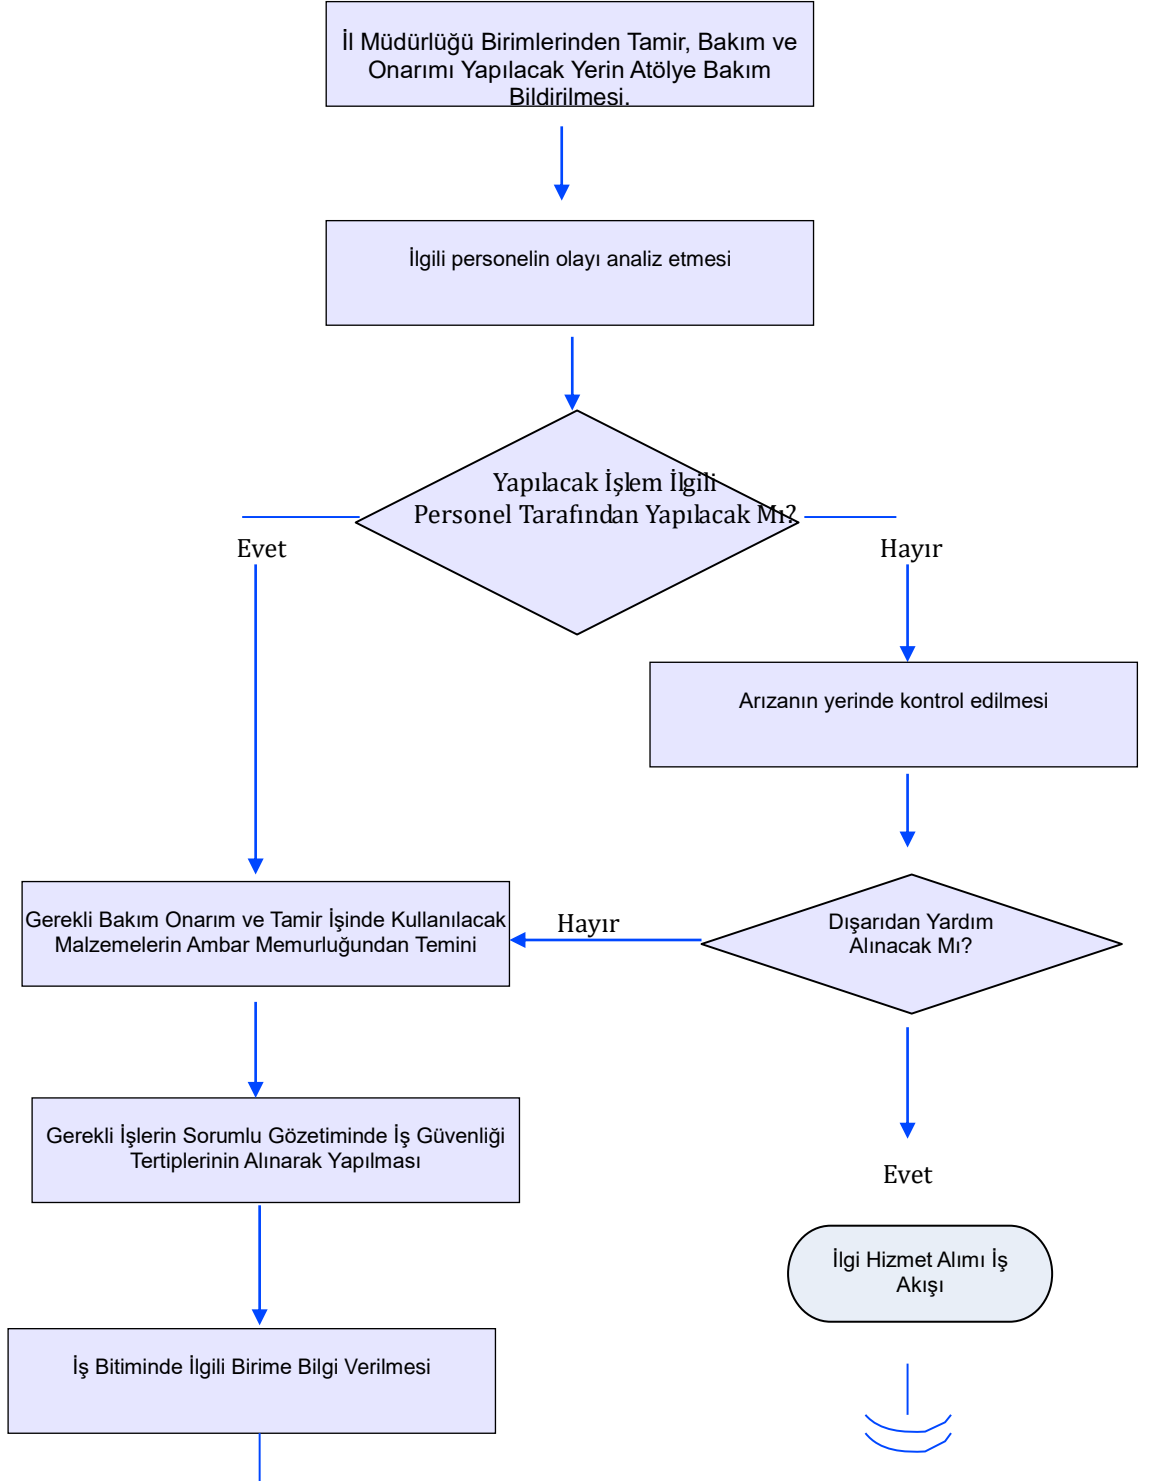 İl Müdürlüğü Birimlerinden Tamir, Bakım ve
Onarımı Yapılacak Yerin Atölye Bakım
Bildirilmesi.
İlgili personelin olayı analiz etmesi
Yapılacak İşlem İlgili
Personel Tarafından Yapılacak Mı?
Evet
Hayır
Arızanın yerinde kontrol edilmesi
Gerekli Bakım Onarım ve Tamir İşinde Kullanılacak
Malzemelerin Ambar Memurluğundan Temini
Hayır
Dışarıdan Yardım
Alınacak Mı?
Gerekli İşlerin Sorumlu Gözetiminde İş Güvenliği
Tertiplerinin Alınarak Yapılması
Evet
İlgi Hizmet Alımı İş
Akışı
İş Bitiminde İlgili Birime Bilgi Verilmesi